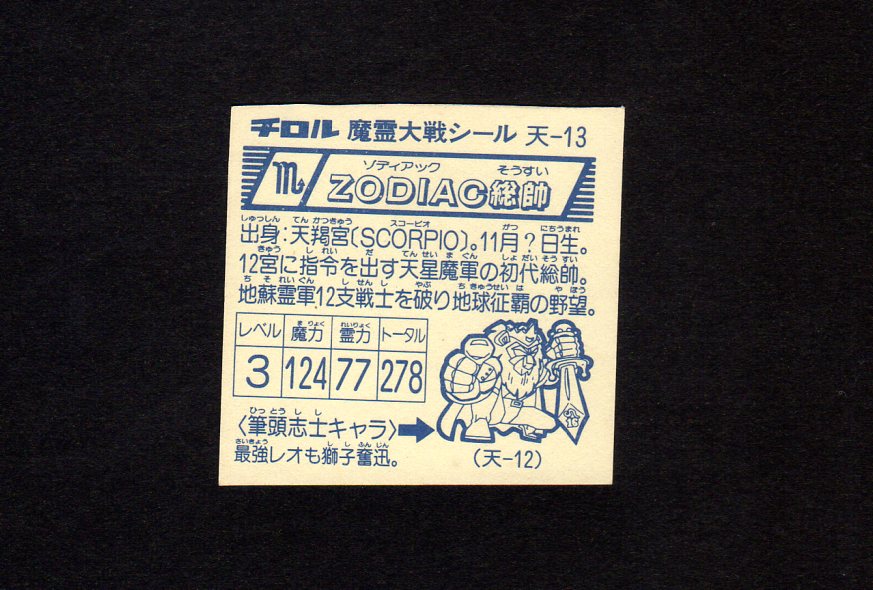 チロル 魔霊大戦シール 天-13
ゾディアック そうすい
♏ ZODIAC総帥
しゅっしん てん かつきゅう スコーピオ がつ にちうまれ
出身:天羯宮(SCORPIO)。11月?日生。
きゅう し れい だ てんせい ま ぐん しょ だい そう すい
12宮に指令を出す天星魔軍の初代総帥。
ち そ れいぐん し せんし やぶ ち きゅうせい は や ぼう
地蘇霊軍12支戦士を破り地球征覇の野望。
ま りょく れいりょく
レベル 魔力 霊力 トータル
3 124 77 278
ひっ とう し し
〈筆頭志士キャラ〉
さいきょう し し ふん じん
最強レオも獅子奮迅。
(天-12)